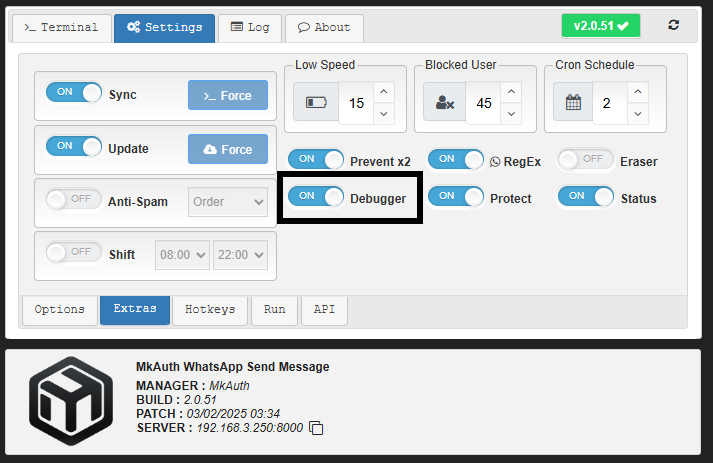 >_ Terminal
Settings
Log
About
v2.0.51
ON Sync
>_ Force
ON Update
Force
OFF Anti-Spam
Order
OFF Shift
08:00
22:00
Low Speed
15
Blocked User
45
Cron Schedule
2
ON Prevent x2
ON RegEx
OFF Eraser
ON Debugger
ON Protect
ON Status
Options
Extras
Hotkeys
Run
API
MkAuth WhatsApp Send Message
MANAGER : MkAuth
BUILD : 2.0.51
PATCH : 03/02/2025 03:34
SERVER : 192.168.3.250:8000